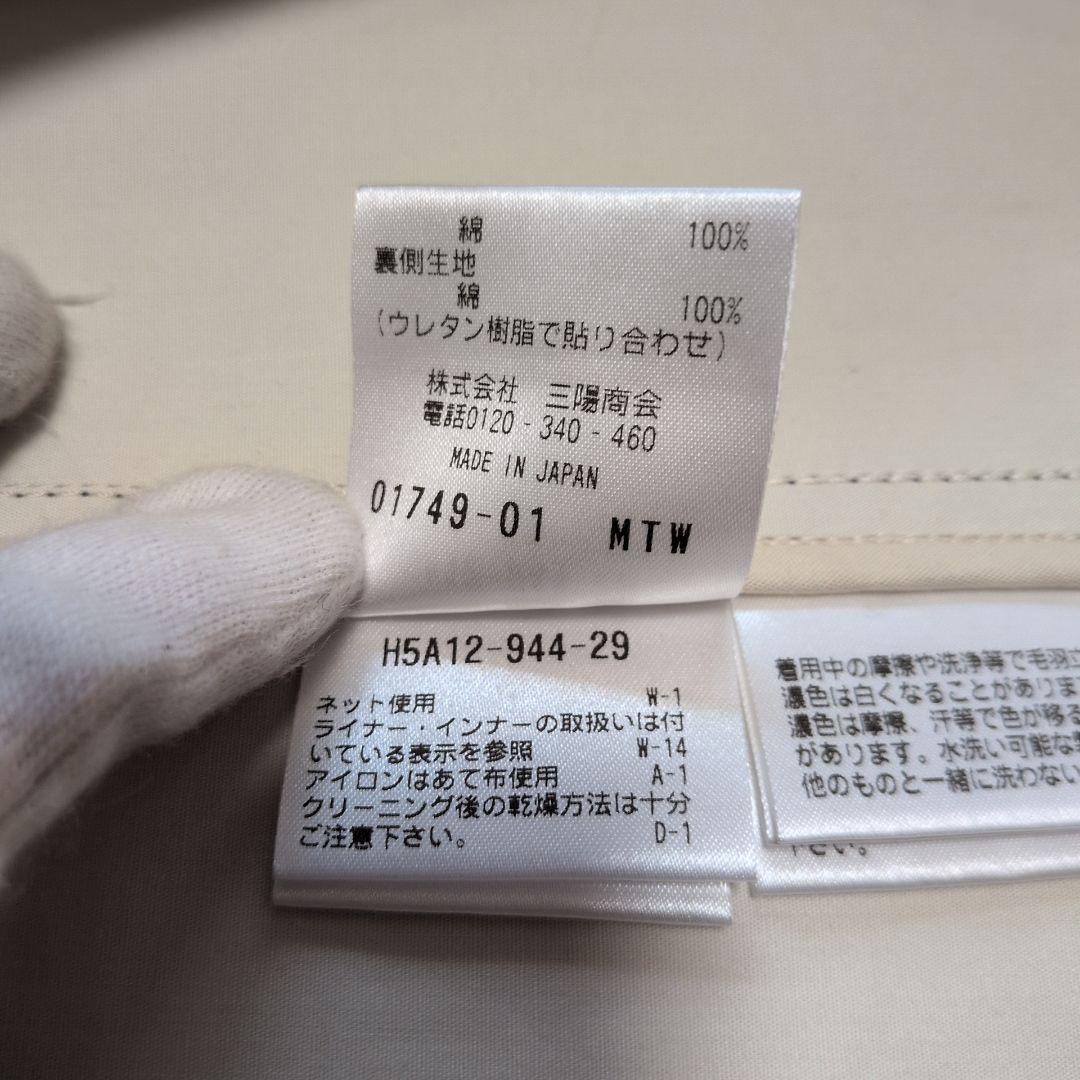 綿 100%
裏側生地
綿 100%
(ウレタン樹脂で貼り合わせ)
株式会社 三陽商会
電話0120-340-460
MADE IN JAPAN
01749-01 MTW
H5A12-944-29
ネット使用 W-1
ライナー・インナーの取扱いは付
いている表示を参照 W-14
アイロンはあて布使用 A-1
クリーニング後の乾燥方法は十分
ご注意下さい。 D-1
着用中の摩擦や洗浄等で毛羽立
濃色は白くなることがありま
濃色は摩擦、汗等で色が移る
があります。水洗い可能な
他のものと一緒に洗わない
下さい。